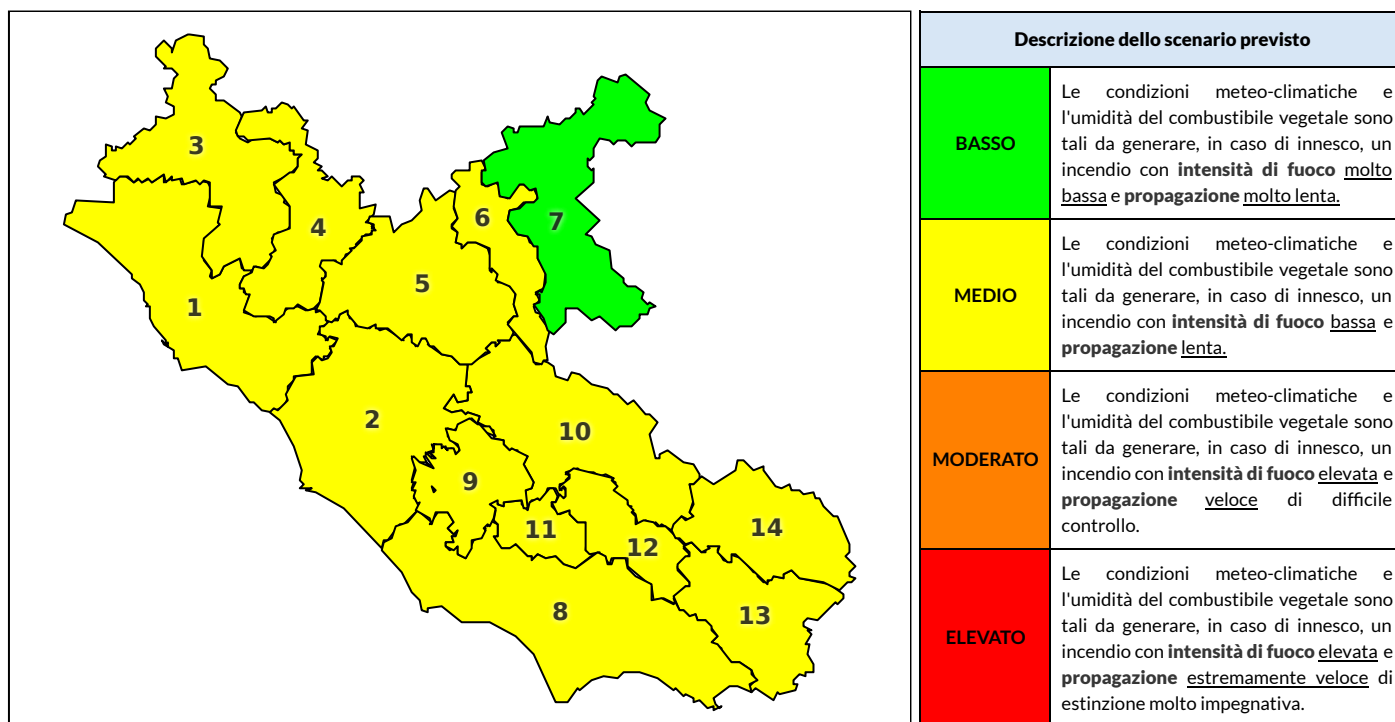 3
4
6
7
5
1
2
10
9
11
12
14
8
13
Descrizione dello scenario previsto
BASSO
Le condizioni meteo-climatiche e
l'umidità del combustibile vegetale sono
tali da generare, in caso di innesco, un
incendio con intensità di fuoco molto
bassa e propagazione molto lenta.
MEDIO
Le condizioni meteo-climatiche e
l'umidità del combustibile vegetale sono
tali da generare, in caso di innesco, un
incendio con intensità di fuoco bassa e
propagazione lenta.
MODERATO
Le condizioni meteo-climatiche e
l'umidità del combustibile vegetale sono
tali da generare, in caso di innesco, un
incendio con intensità di fuoco elevata e
propagazione veloce di difficile
controllo.
ELEVATO
Le condizioni meteo-climatiche e
l'umidità del combustibile vegetale sono
tali da generare, in caso di innesco, un
incendio con intensità di fuoco elevata e
propagazione estremamente veloce di
estinzione molto impegnativa.